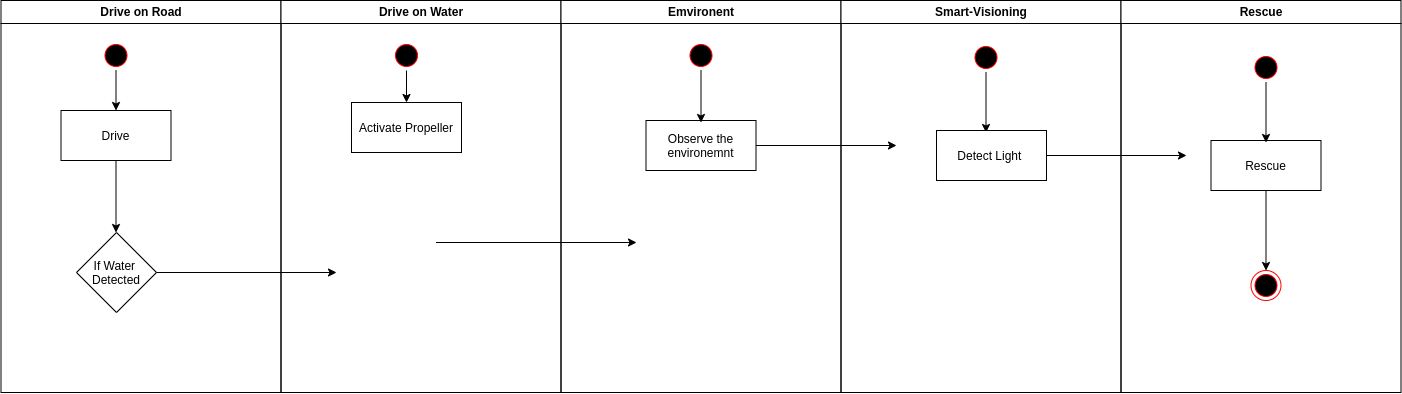 Drive on Road
Drive on Water
Emvironent
Smart-Visioning
Rescue
Drive
Activate Propeller
Observe the
environemnt
Detect Light
Rescue
If Water
Detected